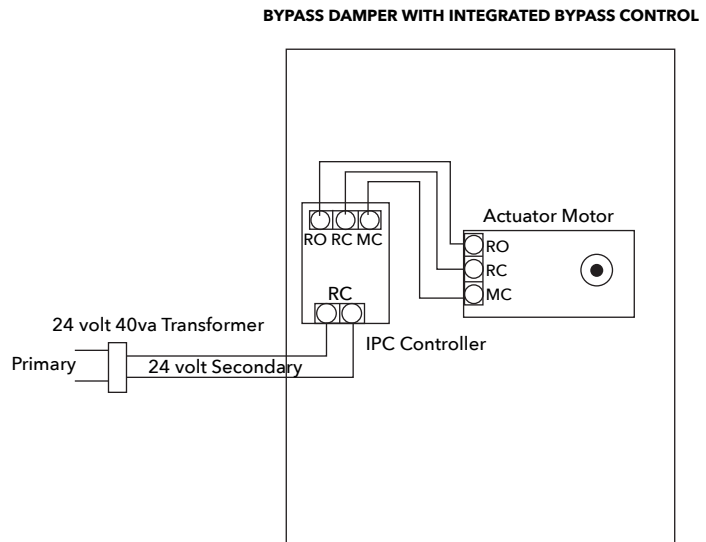 BYPASS DAMPER WITH INTEGRATED BYPASS CONTROL
RO RC MC
Actuator Motor
RO
RC
MC
RC
IPC Controller
24 volt 40va Transformer
Primary
24 volt Secondary